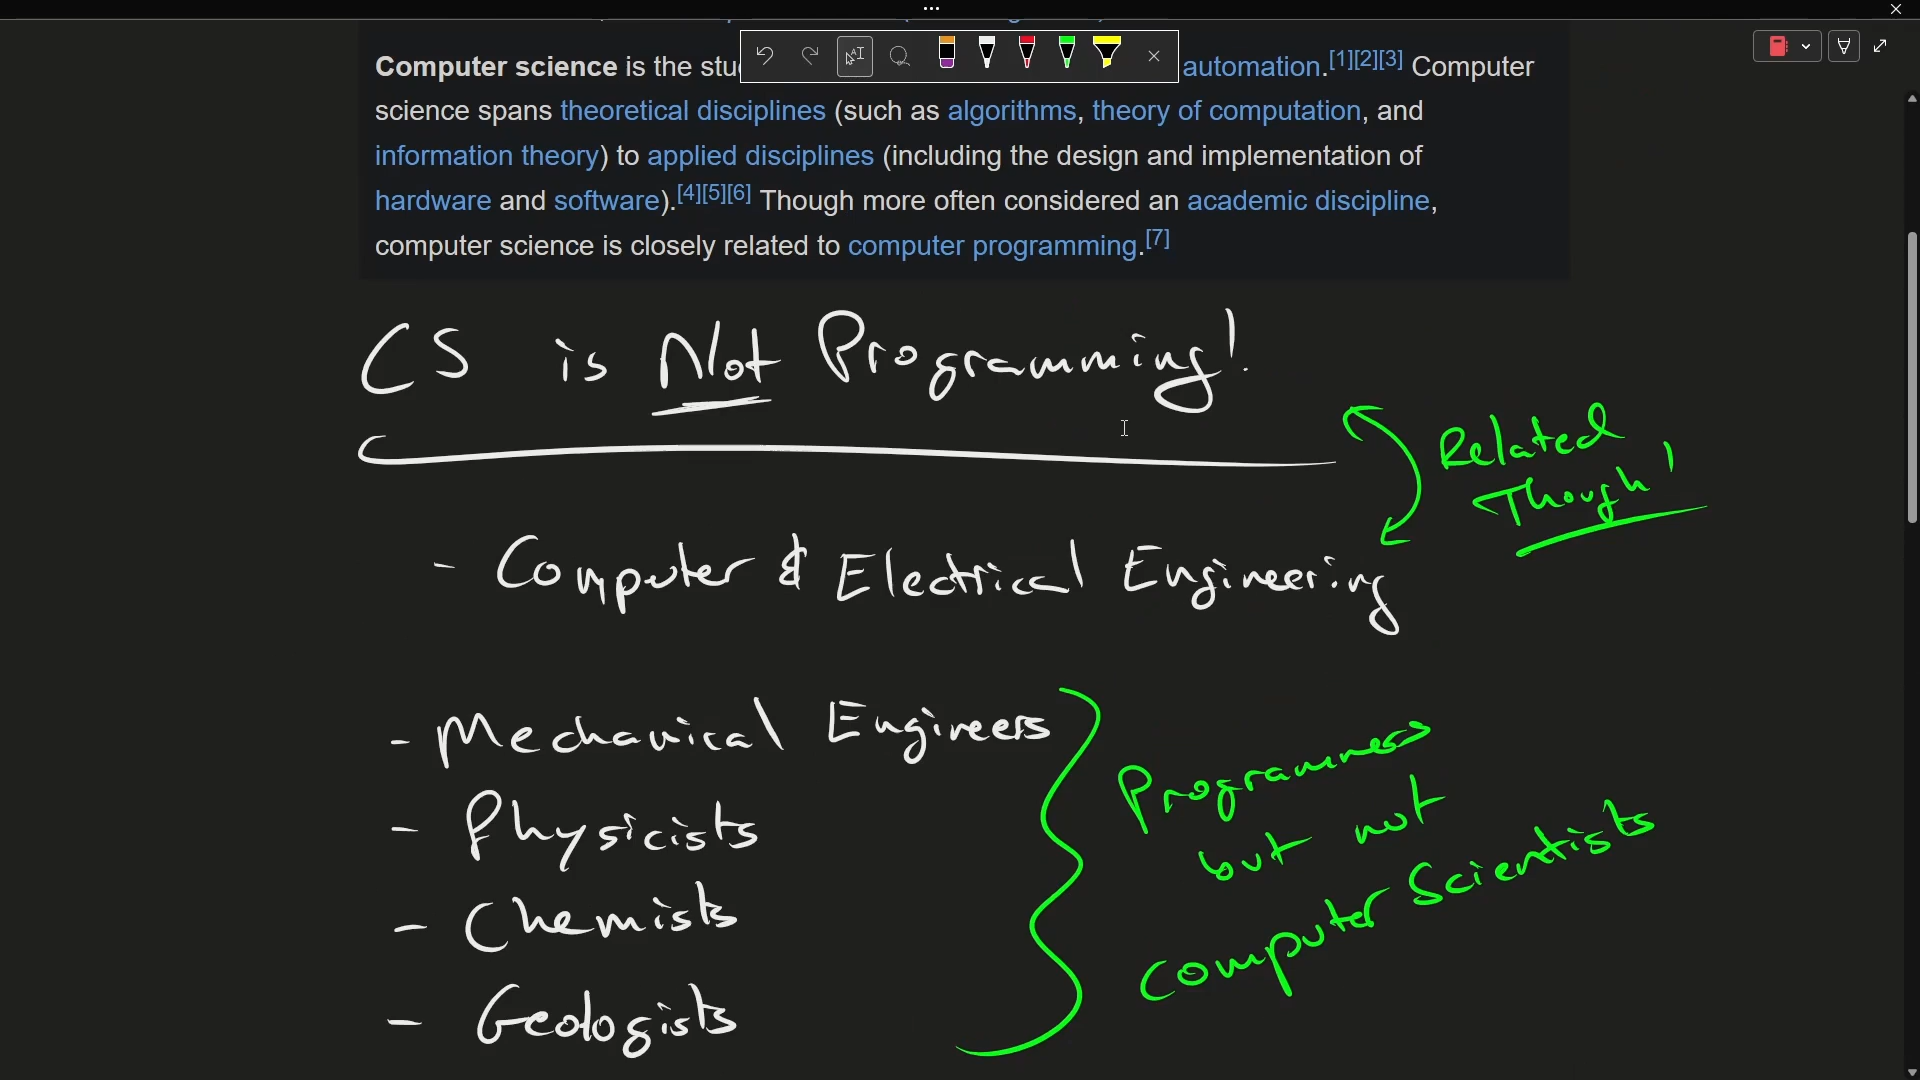 Computer science is the stu automation.[1][2][3] Computer
science spans theoretical disciplines (such as algorithms, theory of computation, and
information theory) to applied disciplines (including the design and implementation of
hardware and software).[4][5][6] Though more often considered an academic discipline,
computer science is closely related to computer programming.[7]
CS is Not Programming!
Related
Though!
- Computer & Electrical Engineering
- Mechanical Engineers
- Physicists
- Chemists
- Geologists
Programmers
but not
Computer Scientists